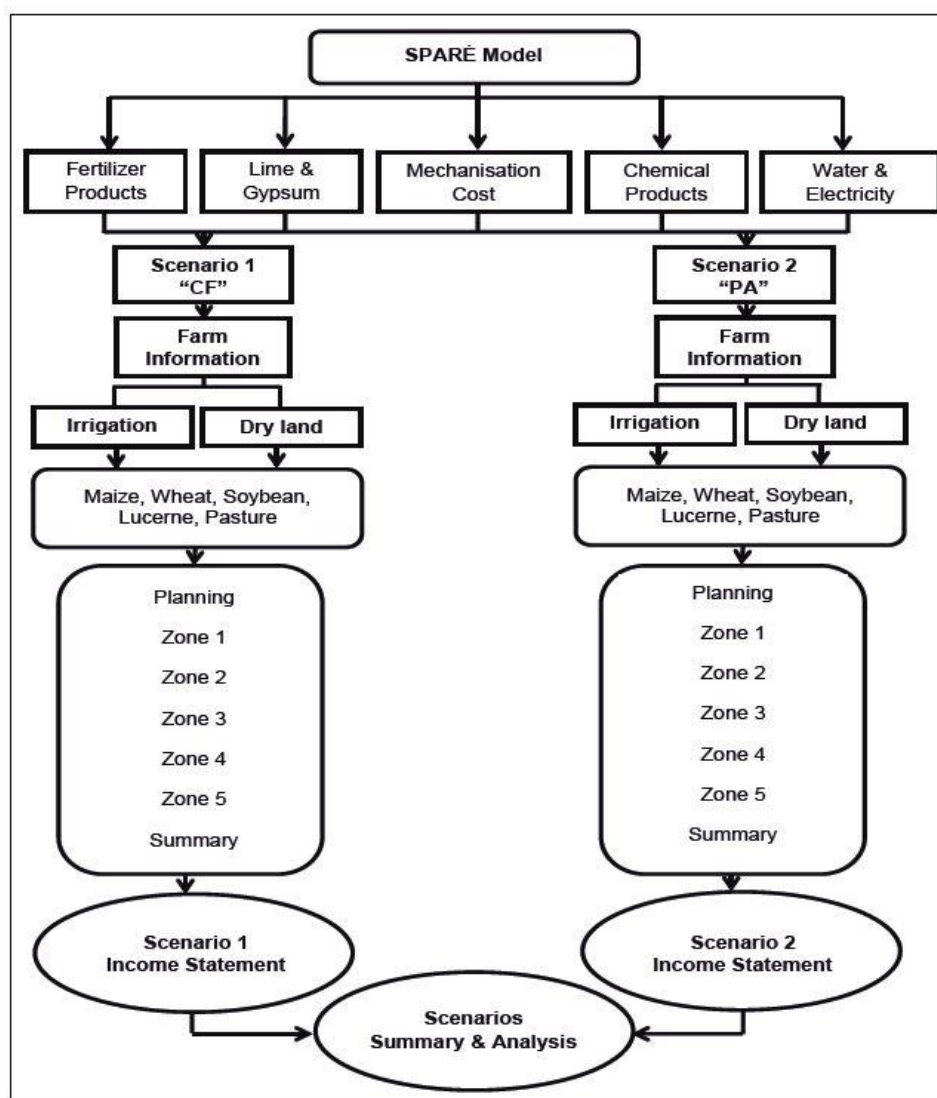 SPARÉ Model
Fertilizer
Products
Lime &
Gypsum
Mechanisation
Cost
Chemical
Products
Water &
Electricity
Scenario 1
“CF”
Scenario 2
“PA”
Farm
Information
Farm
Information
Irrigation
Dry land
Irrigation
Dry land
Maize, Wheat, Soybean,
Lucerne, Pasture
Maize, Wheat, Soybean,
Lucerne, Pasture
Planning
Zone 1
Zone 2
Zone 3
Zone 4
Zone 5
Summary
Planning
Zone 1
Zone 2
Zone 3
Zone 4
Zone 5
Summary
Scenario 1
Income Statement
Scenario 2
Income Statement
Scenarios
Summary & Analysis